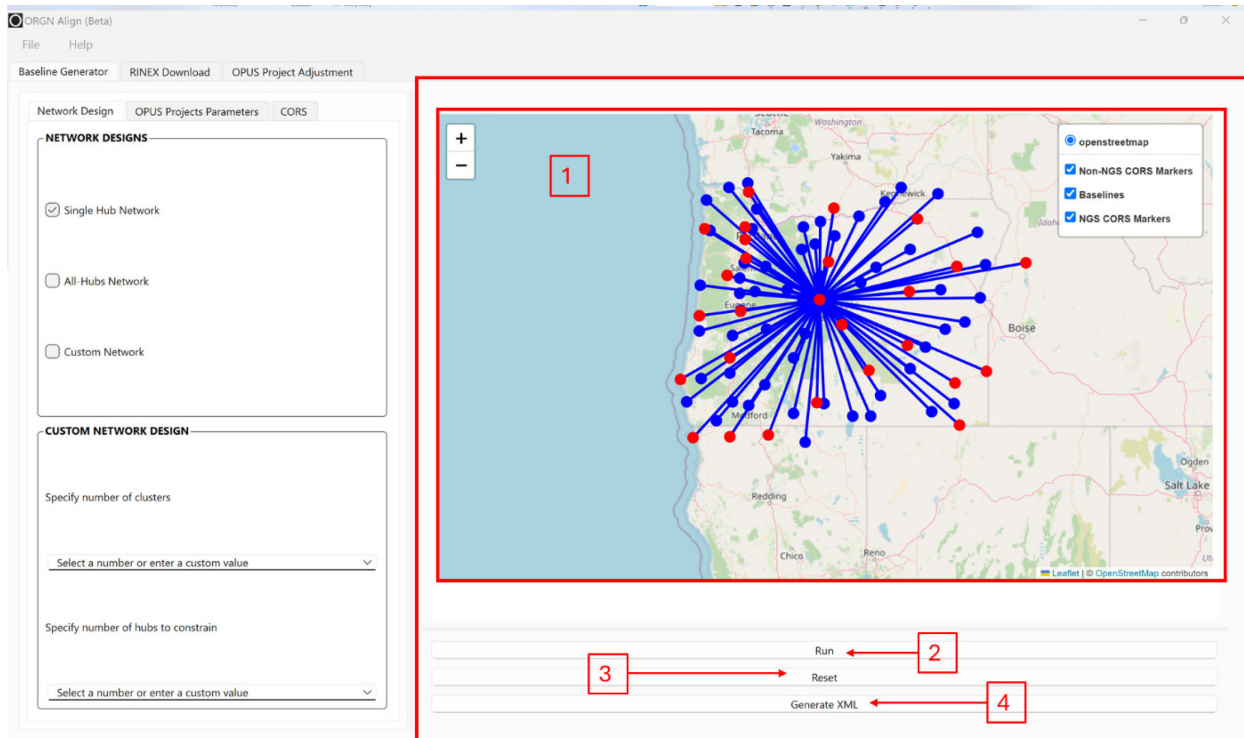 ORGN Align (Beta)
File Help
Baseline Generator RINEX Download OPUS Project Adjustment
Network Design OPUS Projects Parameters CORS
NETWORK DESIGNS
Single Hub Network
All-Hubs Network
Custom Network
CUSTOM NETWORK DESIGN
Specify number of clusters
Select a number or enter a custom value
Specify number of hubs to constrain
Select a number or enter a custom value
+
−
1
Washington
Tacoma
Yakima
Eugene
Medford
Boise
Redding
Chico
Reno
Ogden
Salt Lake
openstreetmap
Non-NGS CORS Markers
Baselines
NGS CORS Markers
Leaflet | © OpenStreetMap contributors
Run
2
3
Reset
Generate XML
4